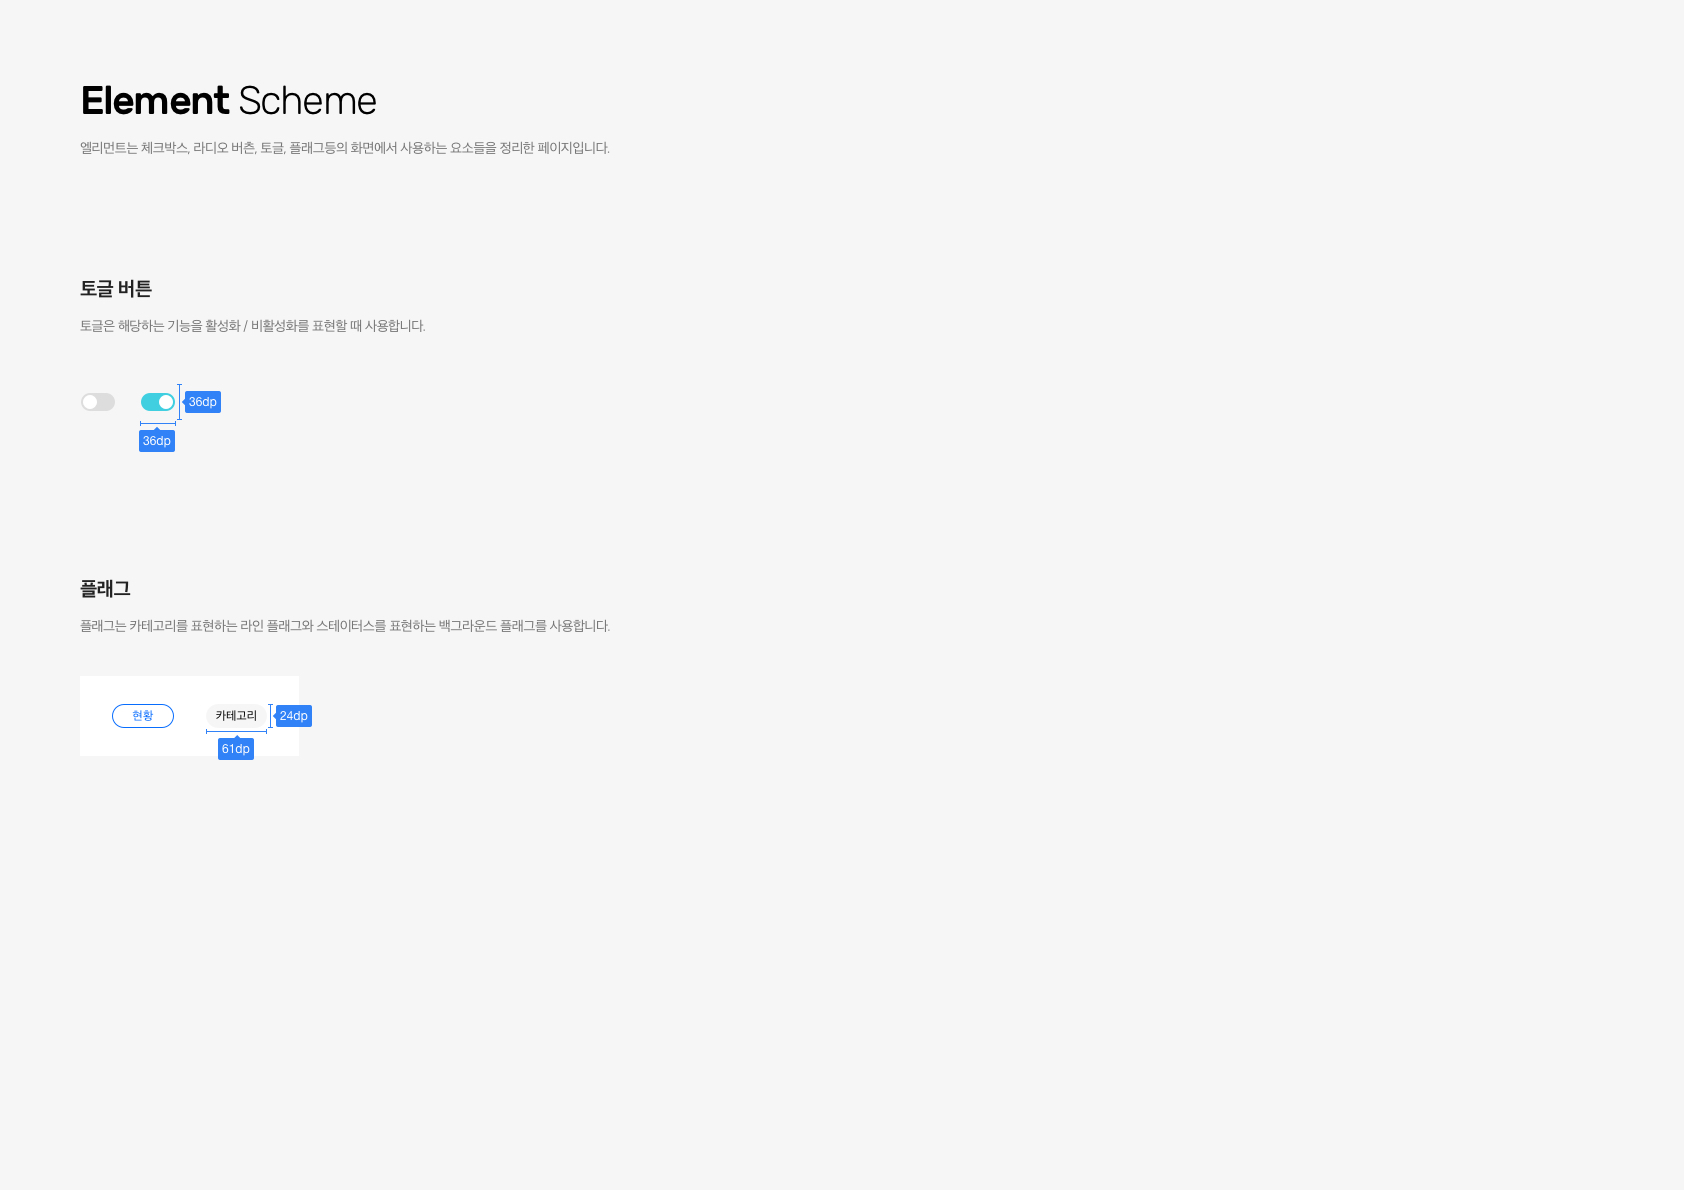 Element Scheme
엘리먼트는 체크박스, 라디오 버츤, 토글, 플래그등의 화면에서 사용하는 요소들을 정리한 페이지입니다.
토글 버튼
토글은 해당하는 기능을 활성화 / 비활성화를 표현할 때 사용합니다.
36dp
36dp
플래그
플래그는 카테고리를 표현하는 라인 플래그와 스테이터스를 표현하는 백그라운드 플래그를 사용합니다.
현황
카테고리
24dp
61dp